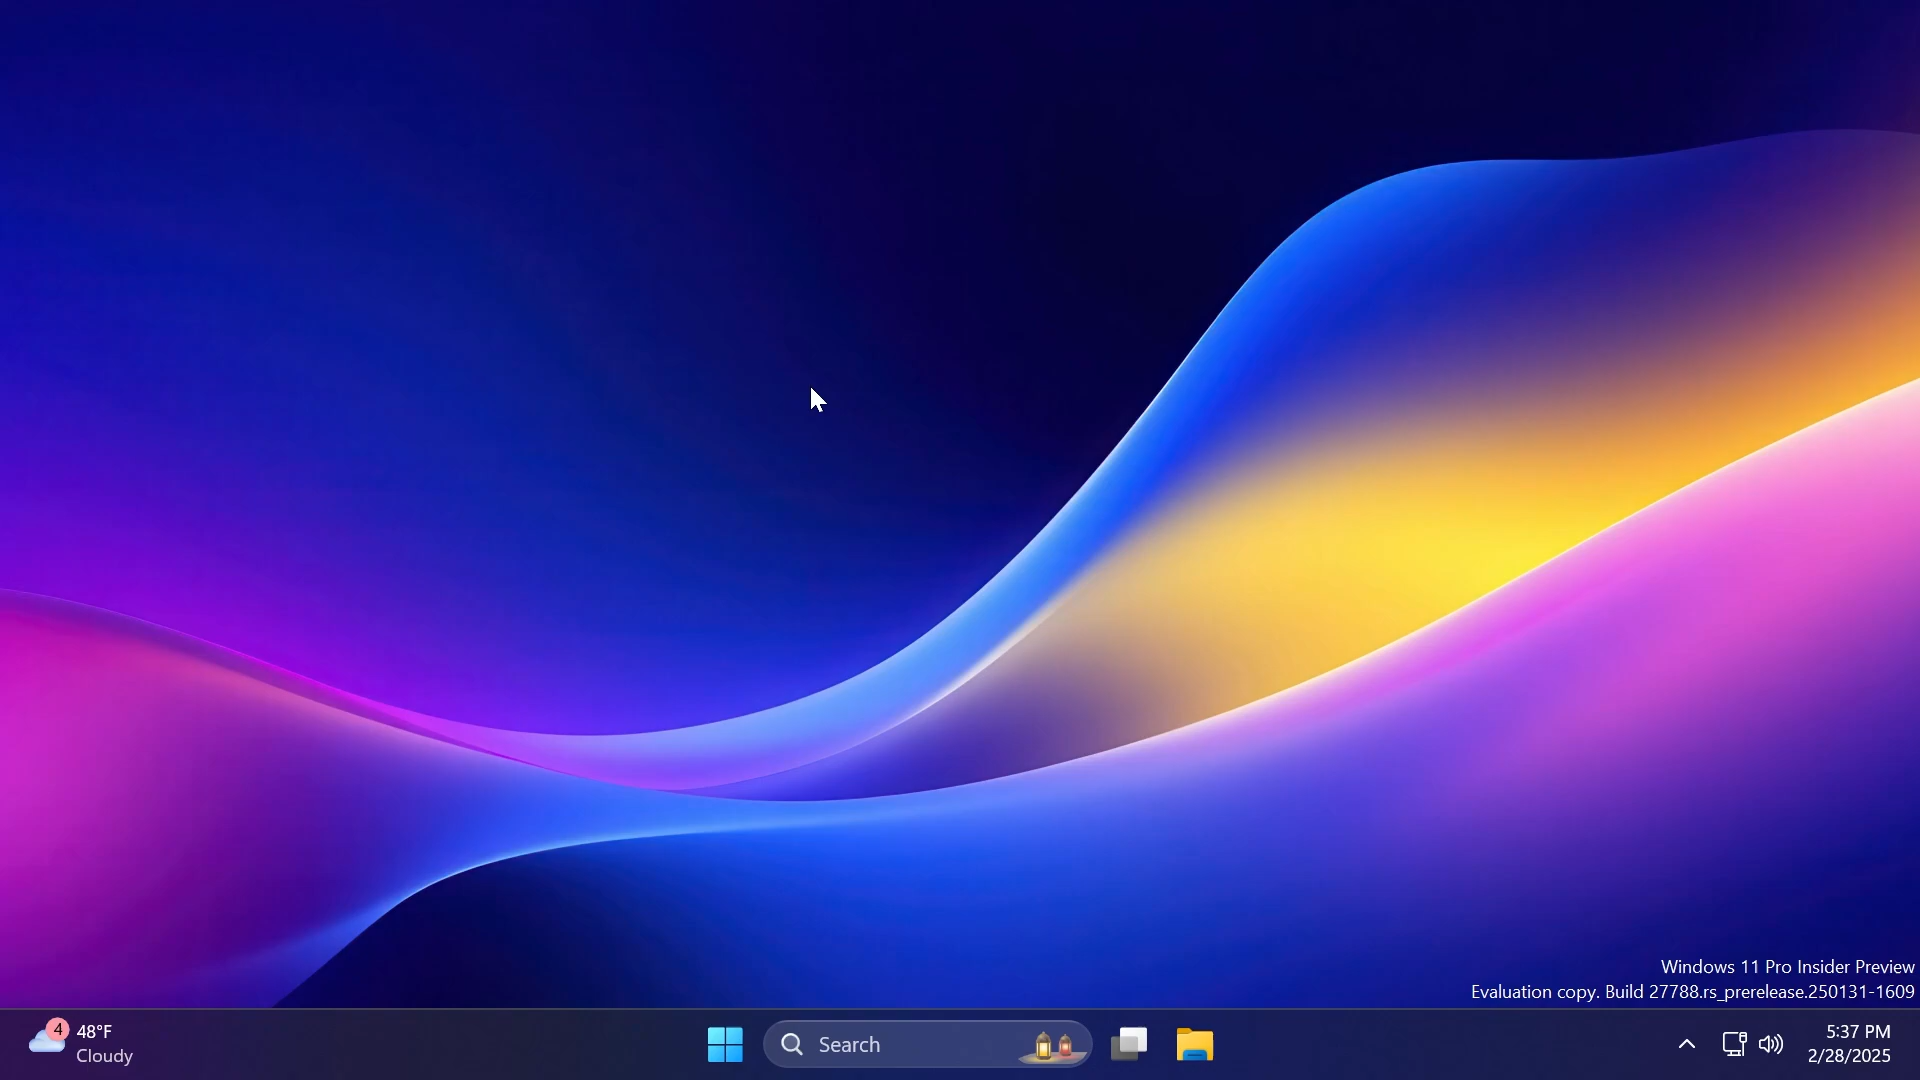 Windows 11 Pro Insider Preview
Evaluation copy. Build 27788.rs_prerelease.250131-1609
4
48°F
Cloudy
Search
5:37 PM
2/28/2025